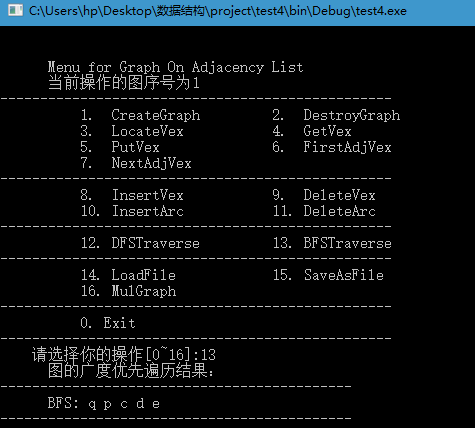 C:\Users\hp\Desktop\数据结构\project\test4\bin\Debug\test4.exe
Menu for Graph On Adjacency List
当前操作的图序号为1
-------------------------------------------------
1. CreateGraph 2. DestroyGraph
3. LocateVex 4. GetVex
5. PutVex 6. FirstAdjVex
7. NextAdjVex
-------------------------------------------------
8. InsertVex 9. DeleteVex
10. InsertArc 11. DeleteArc
-------------------------------------------------
12. DFSTraverse 13. BFSTraverse
-------------------------------------------------
14. LoadFile 15. SaveAsFile
16. MulGraph
-------------------------------------------------
0. Exit
-------------------------------------------------
请选择你的操作[0~16]:13
图的广度优先遍历结果：
--------------------------------------------
BFS: q p c d e
--------------------------------------------